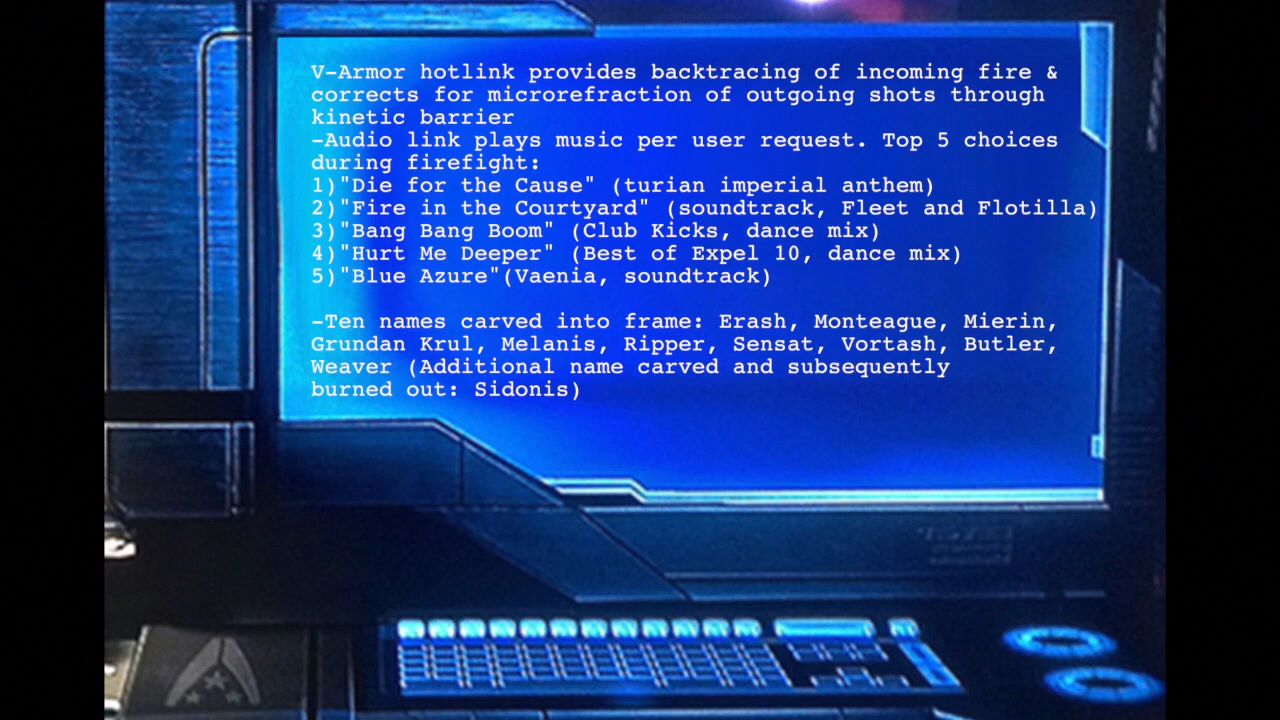 V-Armor hotlink provides backtracing of incoming fire &
corrects for microrefraction of outgoing shots through
kinetic barrier
-Audio link plays music per user request. Top 5 choices
during firefight:
1)"Die for the Cause" (turian imperial anthem)
2)"Fire in the Courtyard" (soundtrack, Fleet and Flotilla)
3)"Bang Bang Boom" (Club Kicks, dance mix)
4)"Hurt Me Deeper" (Best of Expel 10, dance mix)
5)"Blue Azure"(Vaenia, soundtrack)
-Ten names carved into frame: Erash, Monteague, Mierin,
Grundan Krul, Melanis, Ripper, Sensat, Vortash, Butler,
Weaver (Additional name carved and subsequently
burned out: Sidonis)